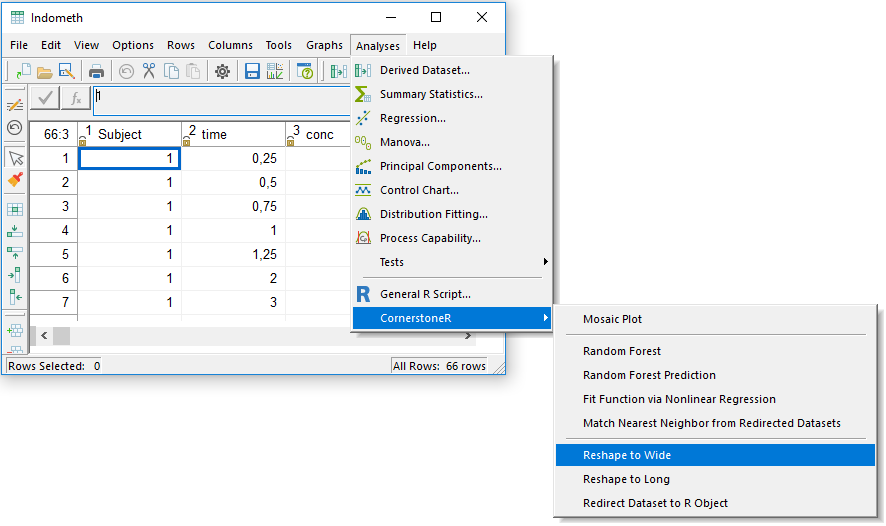 Indometh
File Edit View Options Rows Columns Tools Graphs Analyses Help
fx 1
66:3 1 Subject 2 time 3 conc
1 1 0,25
2 1 0,5
3 1 0,75
4 1 1
5 1 1,25
6 1 2
7 1 3
Rows Selected: 0 All Rows: 66 rows
Derived Dataset...
Summary Statistics...
Regression...
Manova...
Principal Components...
Control Chart...
Distribution Fitting...
Process Capability...
Tests
R General R Script...
CornerstoneR
Mosaic Plot
Random Forest
Random Forest Prediction
Fit Function via Nonlinear Regression
Match Nearest Neighbor from Redirected Datasets
Reshape to Wide
Reshape to Long
Redirect Dataset to R Object